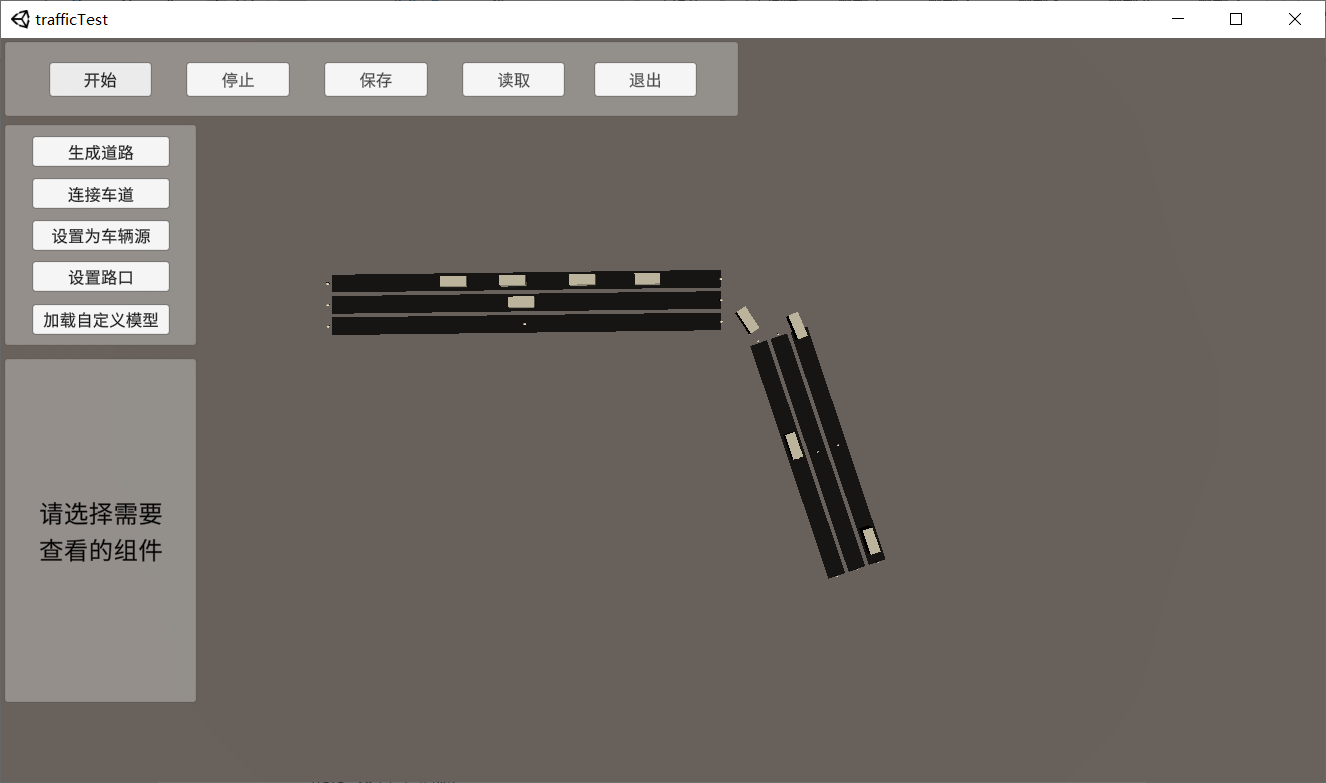 trafficTest
开始
停止
保存
读取
退出
生成道路
连接车道
设置为车辆源
设置路口
加载自定义模型
请选择需要
查看的组件